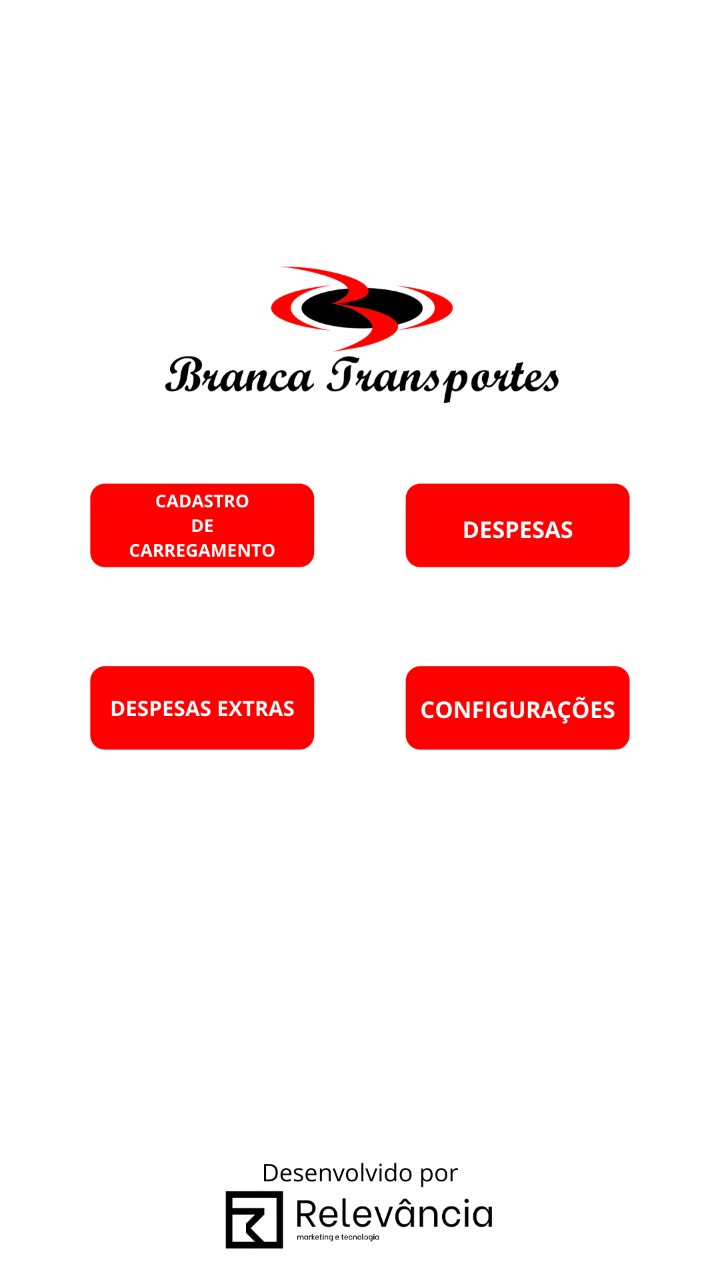 Branca Transportes
CADASTRO
DE
CARREGAMENTO
DESPESAS
DESPESAS EXTRAS
CONFIGURAÇÕES
Desenvolvido por
Relevância
marketing e tecnologia